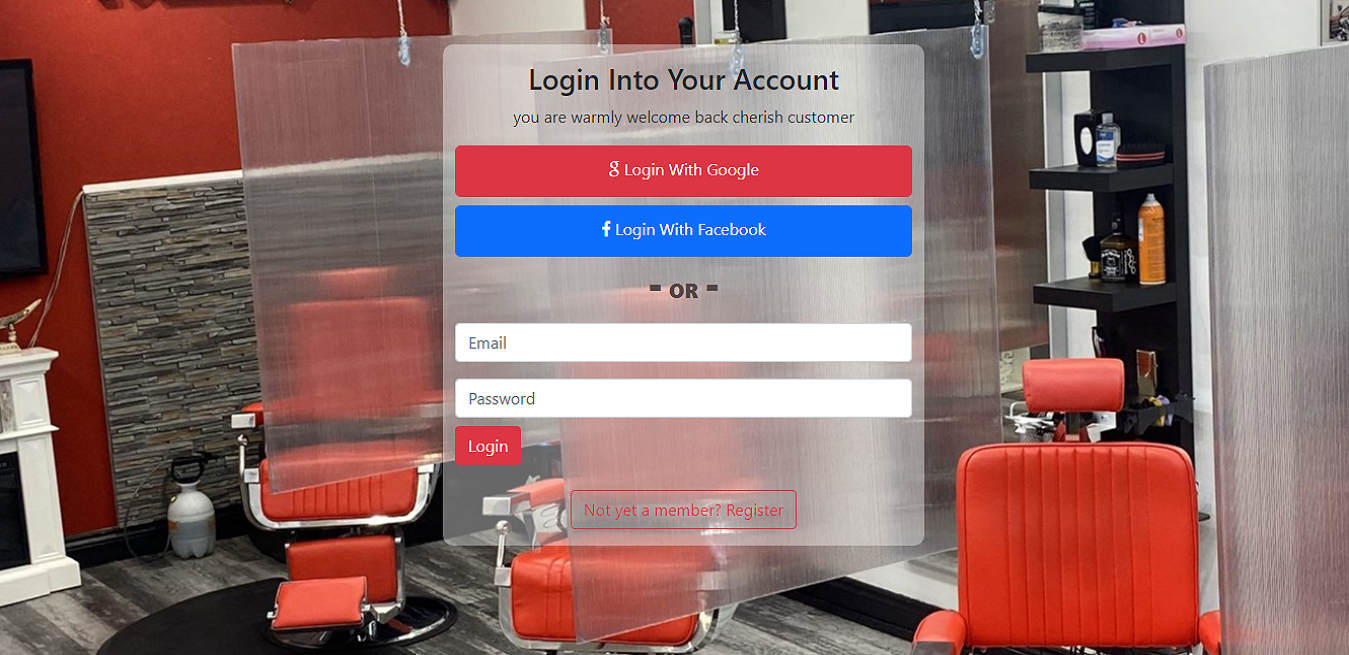 Login Into Your Account
you are warmly welcome back cherish customer
Login With Google
Login With Facebook
- OR -
Email
Password
Login
Not yet a member? Register